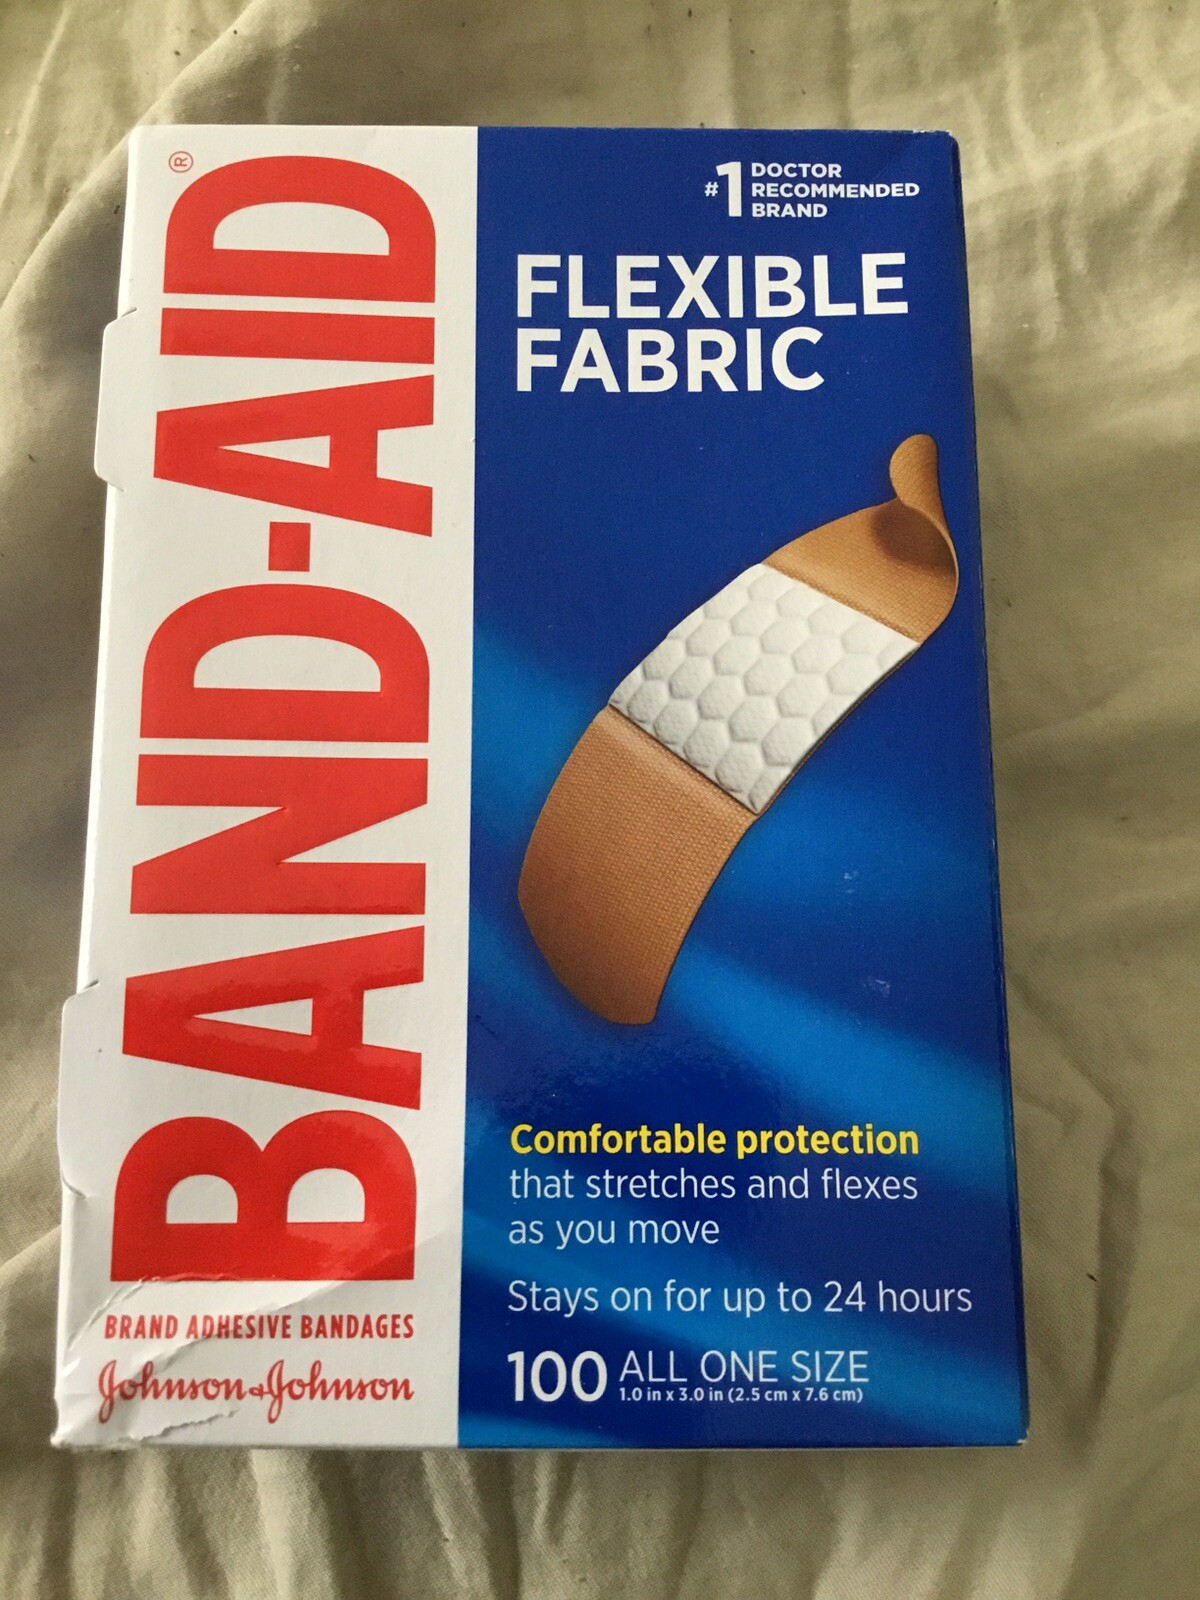 BAND-AID®
BRAND ADHESIVE BANDAGES
Johnson & Johnson
#1 DOCTOR
RECOMMENDED
BRAND
FLEXIBLE
FABRIC
Comfortable protection
that stretches and flexes
as you move
Stays on for up to 24 hours
100 ALL ONE SIZE
1.0 in x 3.0 in (2.5 cm x 7.6 cm)